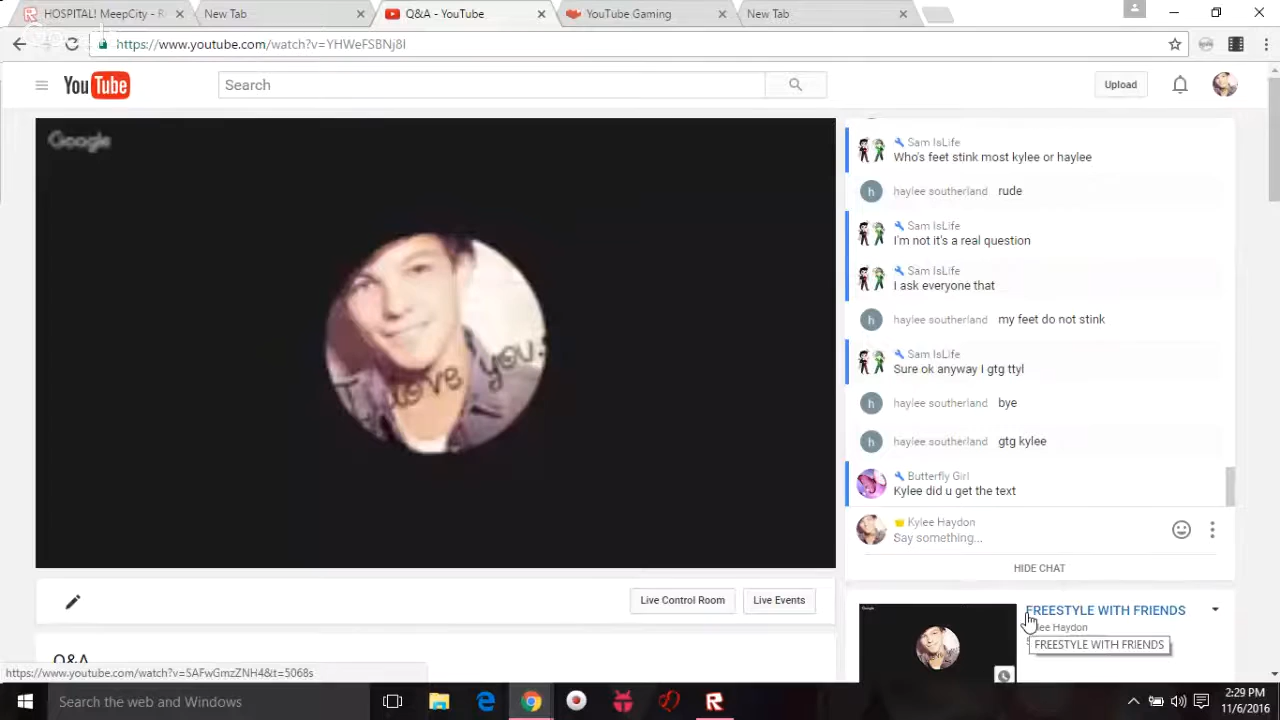 HOSPITAL! MeepCity - R
New Tab
Q&A - YouTube
YouTube Gaming
New Tab
https://www.youtube.com/watch?v=YHWeFSBNj8I
YouTube
Search
Upload
Google
I love you.
Sam IsLife
Who's feet stink most kylee or haylee
h haylee southerland rude
Sam IsLife
I'm not it's a real question
Sam IsLife
I ask everyone that
h haylee southerland my feet do not stink
Sam IsLife
Sure ok anyway I gtg ttyl
h haylee southerland bye
h haylee southerland gtg kylee
Butterfly Girl
Kylee did u get the text
Kylee Haydon
Say something...
HIDE CHAT
Live Control Room
Live Events
Q&A
FREESTYLE WITH FRIENDS
Haydon
FREESTYLE WITH FRIENDS
https://www.youtube.com/watch?v=5AFwGmzZNH4&t=5068s
Search the web and Windows
2:29 PM
11/6/2016